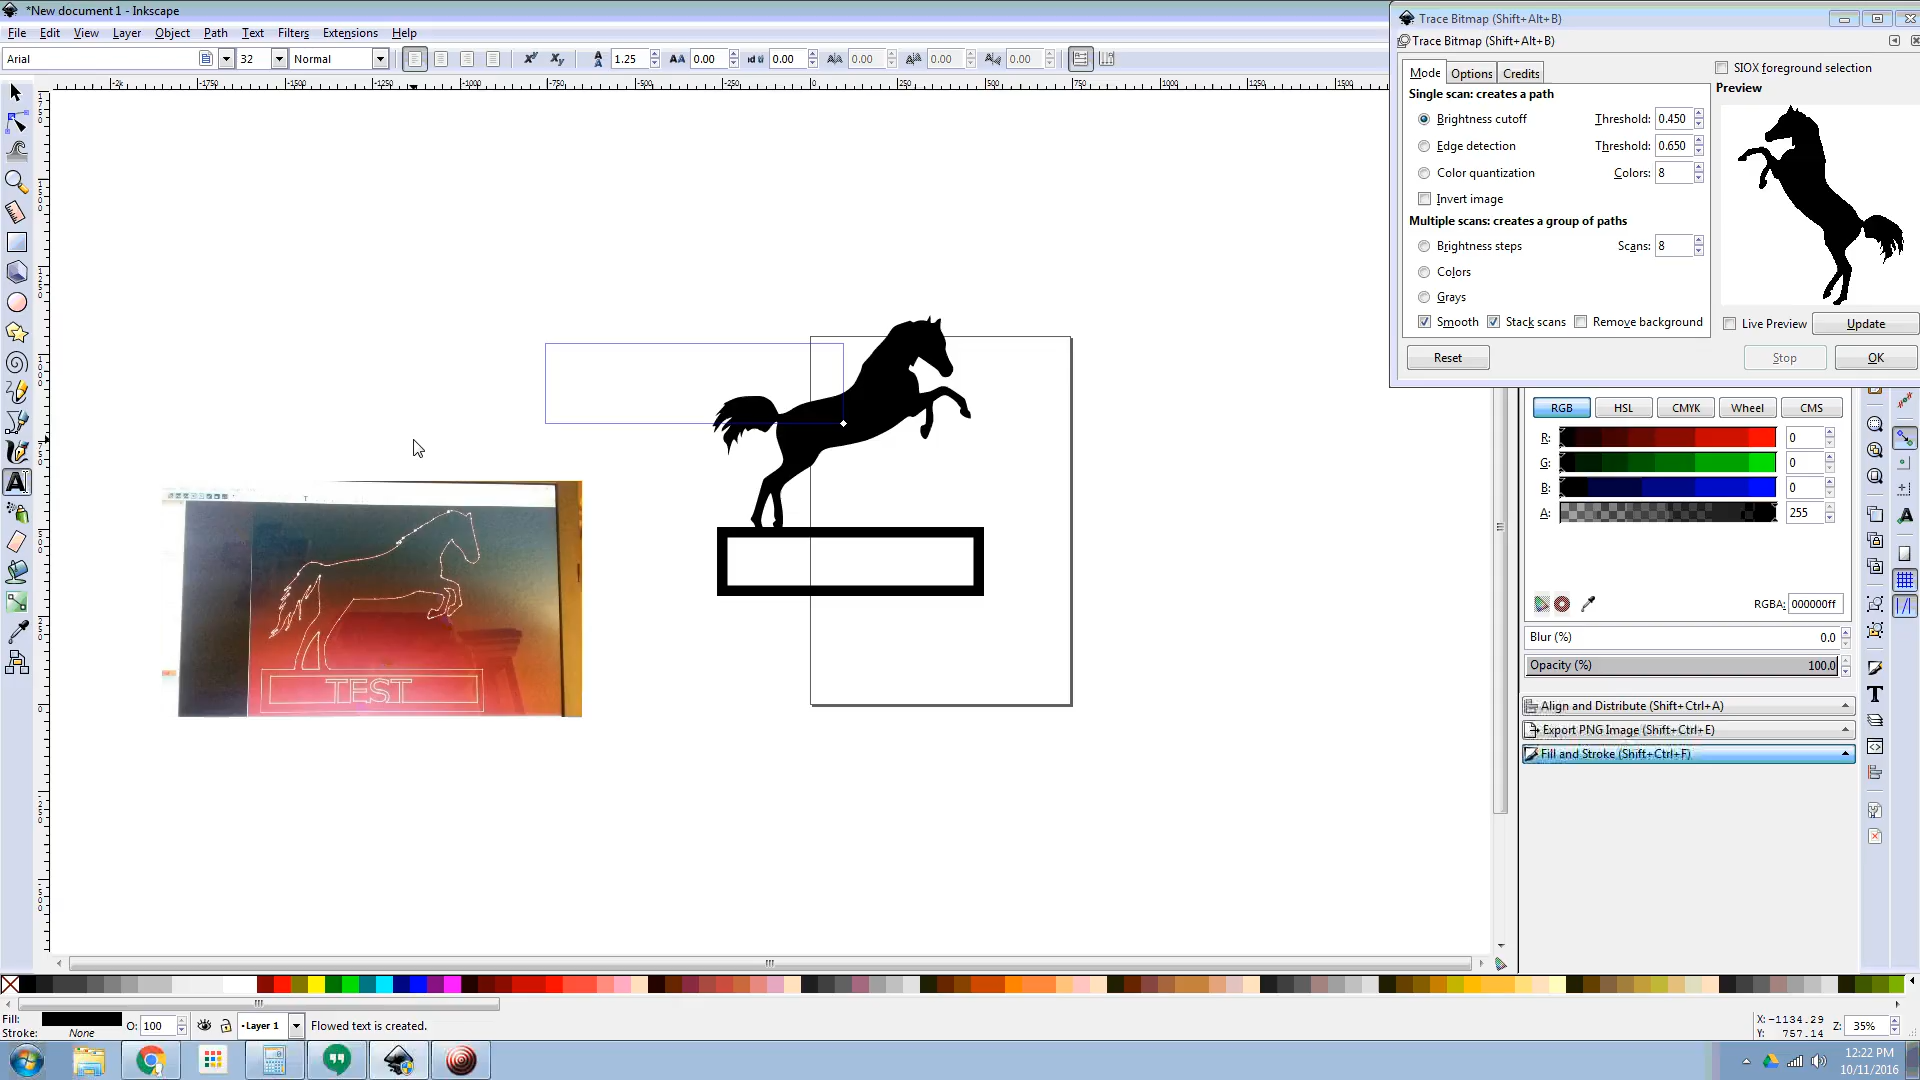 *New document 1 - Inkscape
File Edit View Layer Object Path Text Filters Extensions Help
Arial 32 Normal 1.25 0.00 0.00 0.00 0.00 0.00
Trace Bitmap (Shift+Alt+B)
Trace Bitmap (Shift+Alt+B)
Mode Options Credits
SIOX foreground selection
Preview
Single scan: creates a path
Brightness cutoff Threshold: 0.450
Edge detection Threshold: 0.650
Color quantization Colors: 8
Invert image
Multiple scans: creates a group of paths
Brightness steps Scans: 8
Colors
Grays
Smooth Stack scans Remove background
Live Preview Update
Reset Stop OK
RGB HSL CMYK Wheel CMS
R: 0
G: 0
B: 0
A: 255
RGBA: 000000ff
Blur (%) 0.0
Opacity (%) 100.0
Align and Distribute (Shift+Ctrl+A)
Export PNG Image (Shift+Ctrl+E)
Fill and Stroke (Shift+Ctrl+F)
TEST
Fill:
Stroke: None
O: 100
Layer 1
Flowed text is created.
X: -1134.29
Y: 757.14
Z: 35%
12:22 PM
10/11/2016